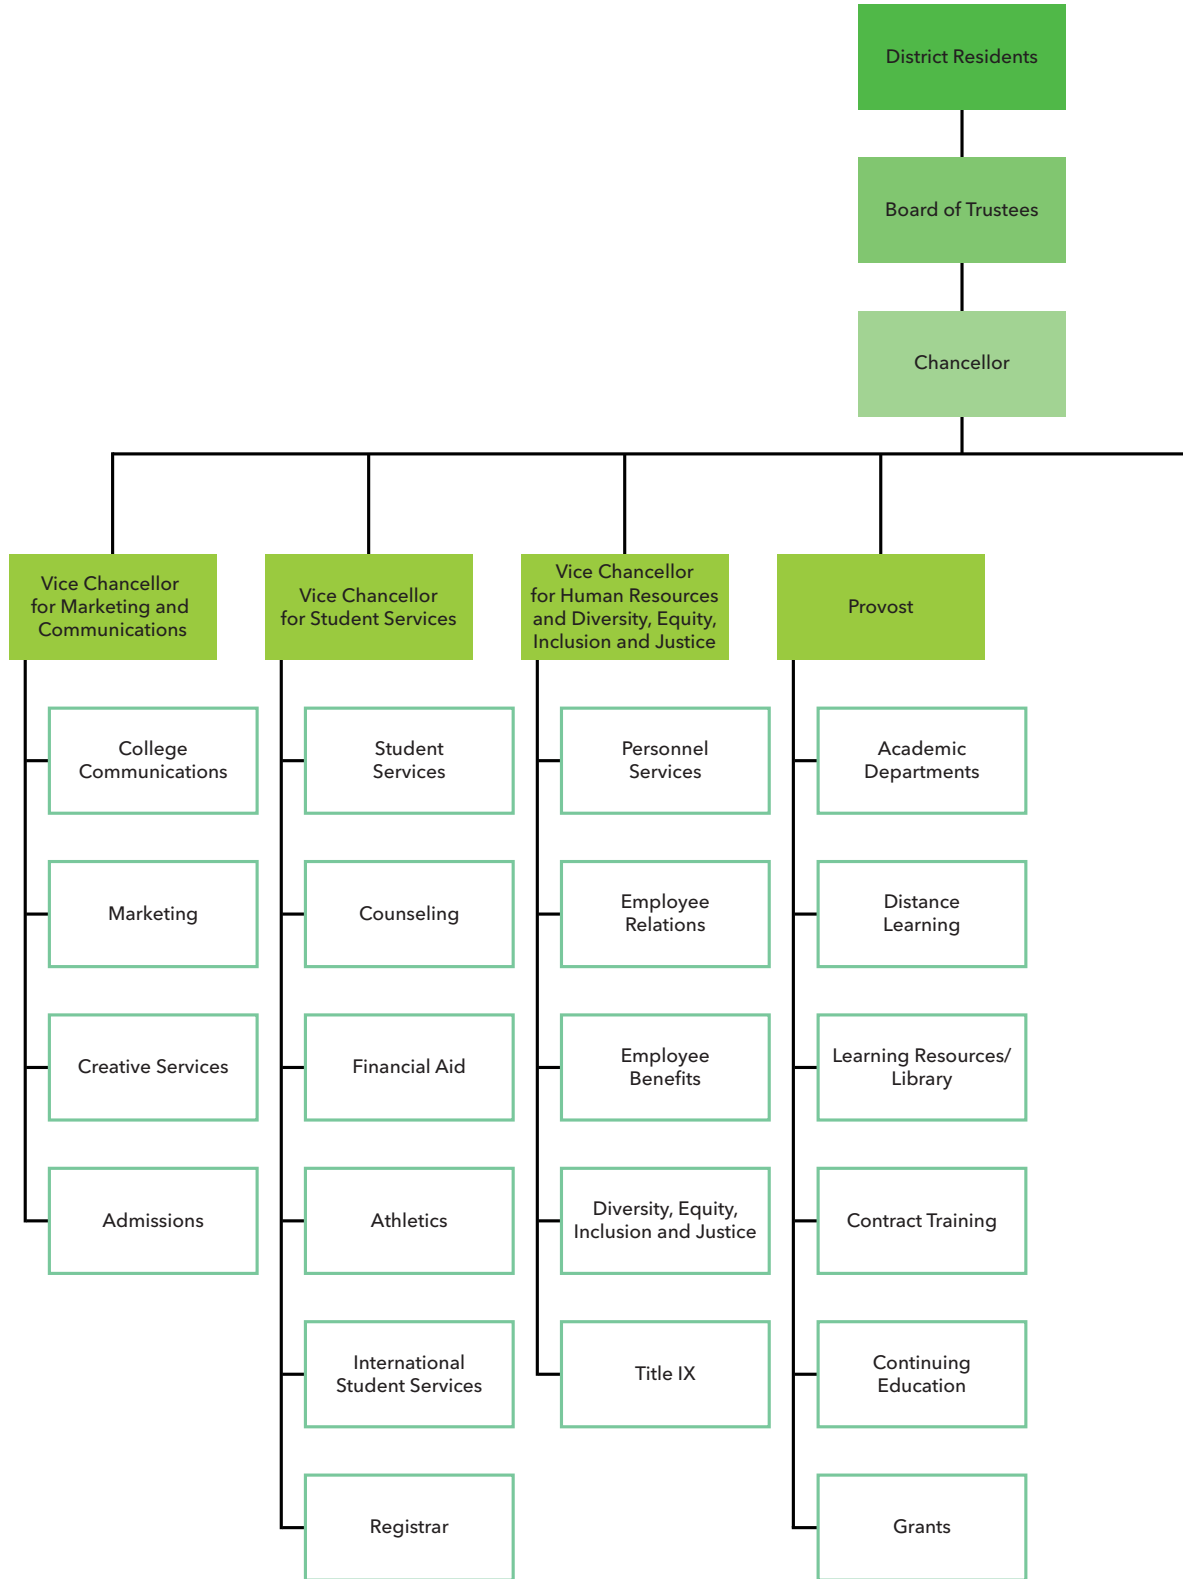 District Residents
Board of Trustees
Chancellor
Vice Chancellor
for Marketing and
Communications
College
Communications
Marketing
Creative Services
Admissions
Vice Chancellor
for Student Services
Student
Services
Counseling
Financial Aid
Athletics
International
Student Services
Registrar
Vice Chancellor
for Human Resources
and Diversity, Equity,
Inclusion and Justice
Personnel
Services
Employee
Relations
Employee
Benefits
Diversity, Equity,
Inclusion and Justice
Title IX
Provost
Academic
Departments
Distance
Learning
Learning Resources/
Library
Contract Training
Continuing
Education
Grants